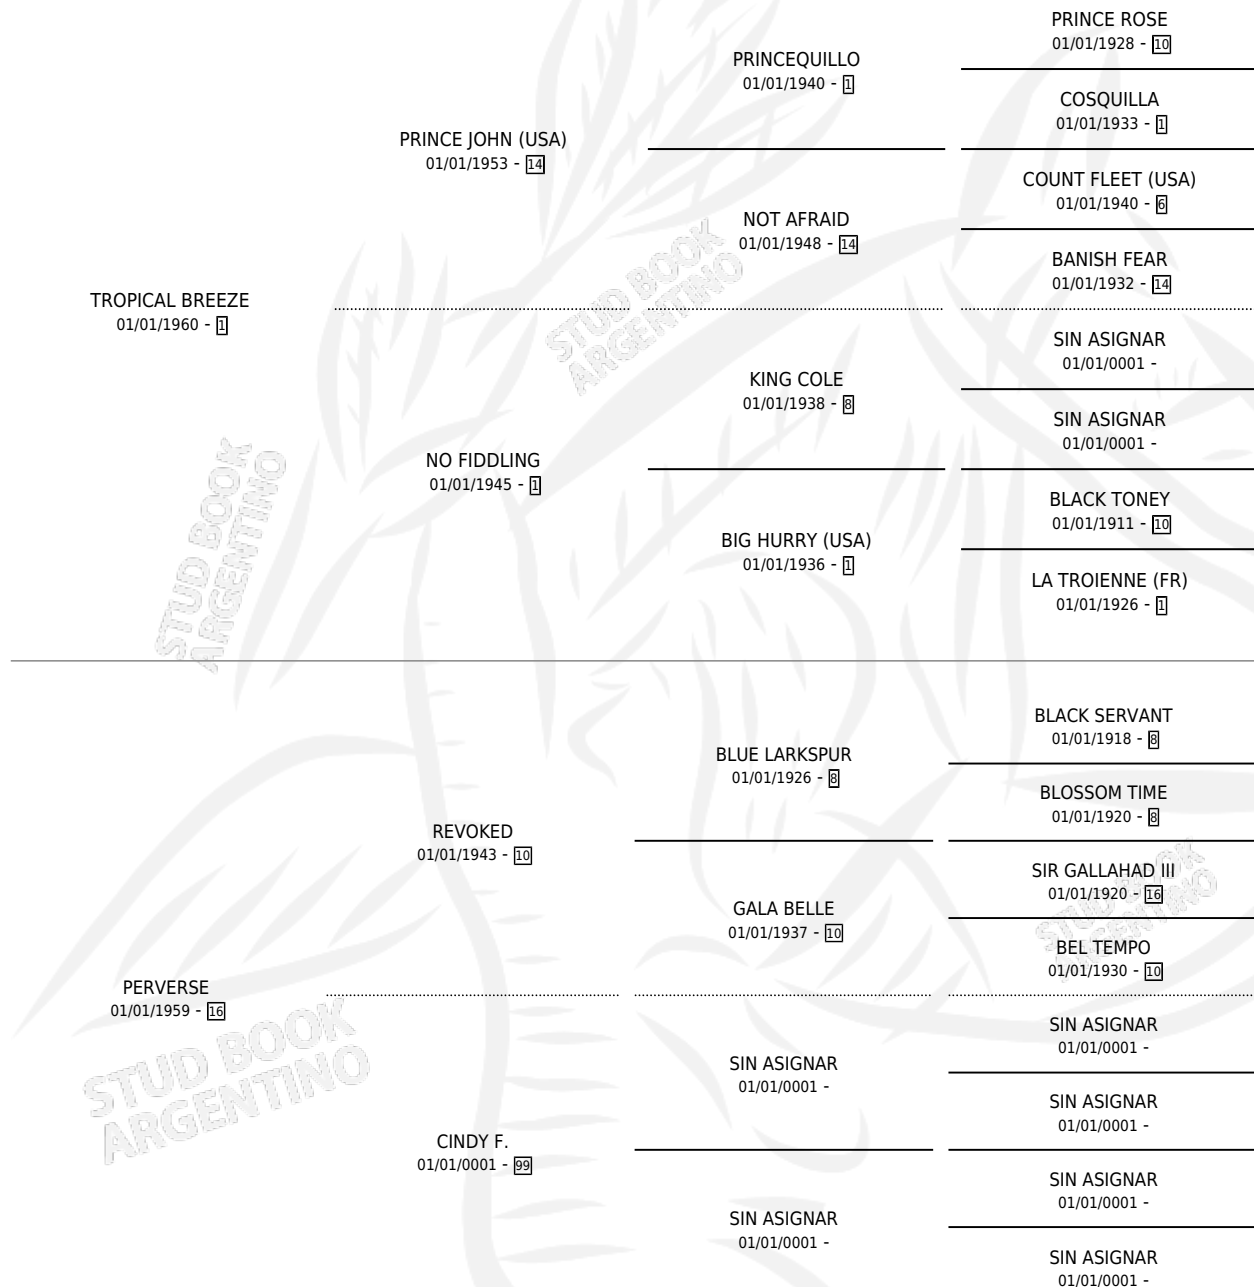 PRINCE ROSE
01/01/1928 - 10
PRINCEQUILLO
01/01/1940 - 1
COSQUILLA
01/01/1933 - 1
PRINCE JOHN (USA)
01/01/1953 - 14
COUNT FLEET (USA)
01/01/1940 - 6
NOT AFRAID
01/01/1948 - 14
BANISH FEAR
01/01/1932 - 14
TROPICAL BREEZE
01/01/1960 - 1
STUD BOOK
ARGENTINO
SIN ASIGNAR
01/01/0001 -
KING COLE
01/01/1938 - 8
SIN ASIGNAR
01/01/0001 -
NO FIDDLING
01/01/1945 - 1
BLACK TONEY
01/01/1911 - 10
BIG HURRY (USA)
01/01/1936 - 1
LA TROIENNE (FR)
01/01/1926 - 1
STUD BOOK
ARGENTINO
BLACK SERVANT
01/01/1918 - 8
BLUE LARKSPUR
01/01/1926 - 8
BLOSSOM TIME
01/01/1920 - 8
REVOKED
01/01/1943 - 10
SIR GALLAHAD III
01/01/1920 - 16
GALA BELLE
01/01/1937 - 10
STUD BOOK
ARGENTINO
BEL TEMPO
01/01/1930 - 10
PERVERSE
01/01/1959 - 16
STUD BOOK
ARGENTINO
SIN ASIGNAR
01/01/0001 -
SIN ASIGNAR
01/01/0001 -
SIN ASIGNAR
01/01/0001 -
CINDY F.
01/01/0001 - 99
SIN ASIGNAR
01/01/0001 -
SIN ASIGNAR
01/01/0001 -
SIN ASIGNAR
01/01/0001 -